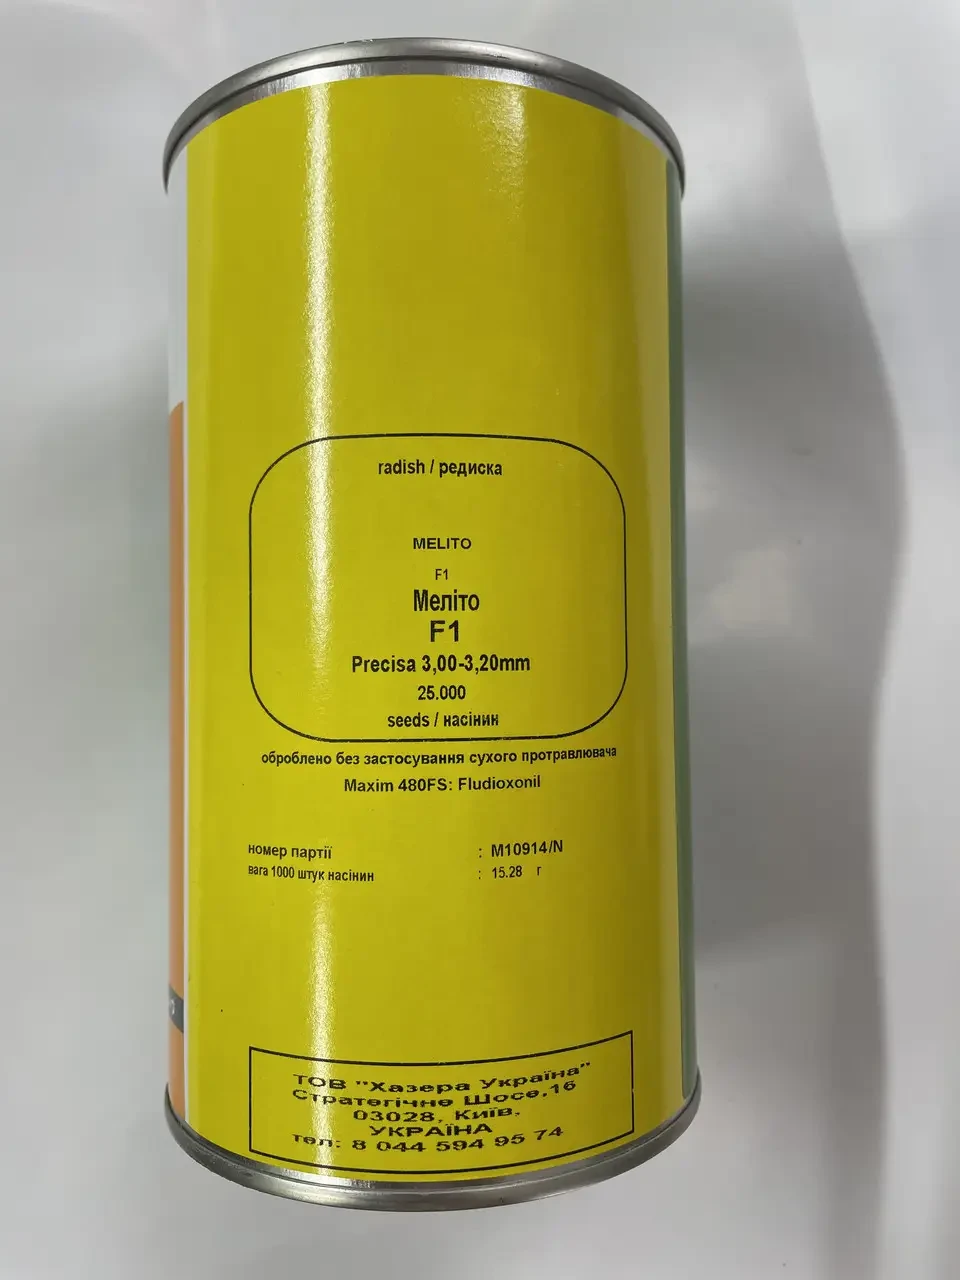 radish / редиска
MELITO
F1
Меліто
F1
Precisa 3,00-3,20mm
25.000
seeds / насінин
оброблено без застосування сухого протравлювача
Maxim 480FS: Fludioxonil
номер партії : M10914/N
вага 1000 штук насінин : 15.28 г
ТОВ "Хазера Україна"
Стратегічне Шосе,16
03028, Київ,
УКРАЇНА
тел: 8 044 594 95 74